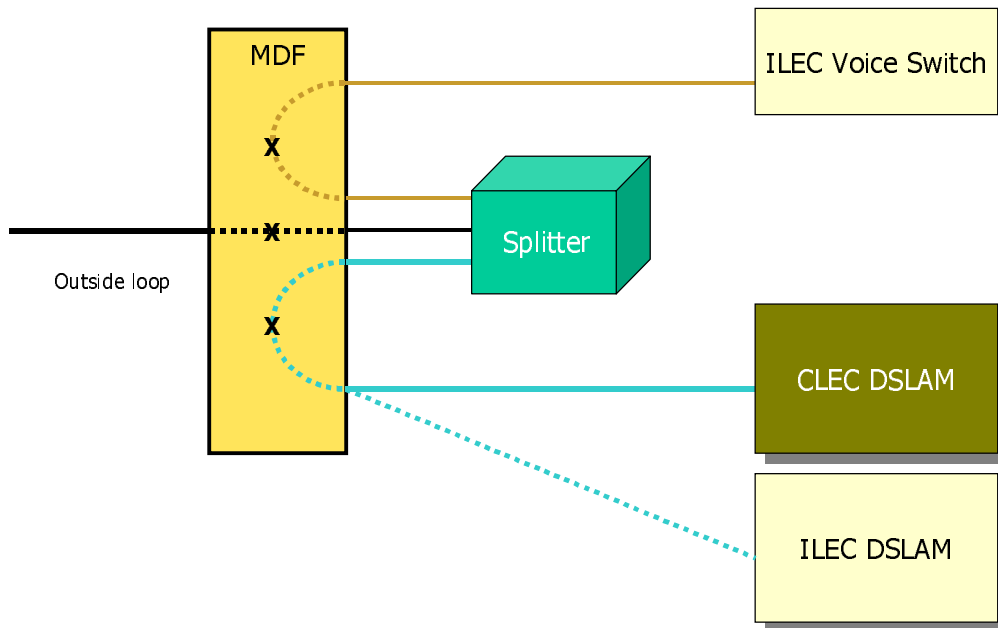 MDF
ILEC Voice Switch
X
Splitter
X
Outside loop
X
CLEC DSLAM
ILEC DSLAM